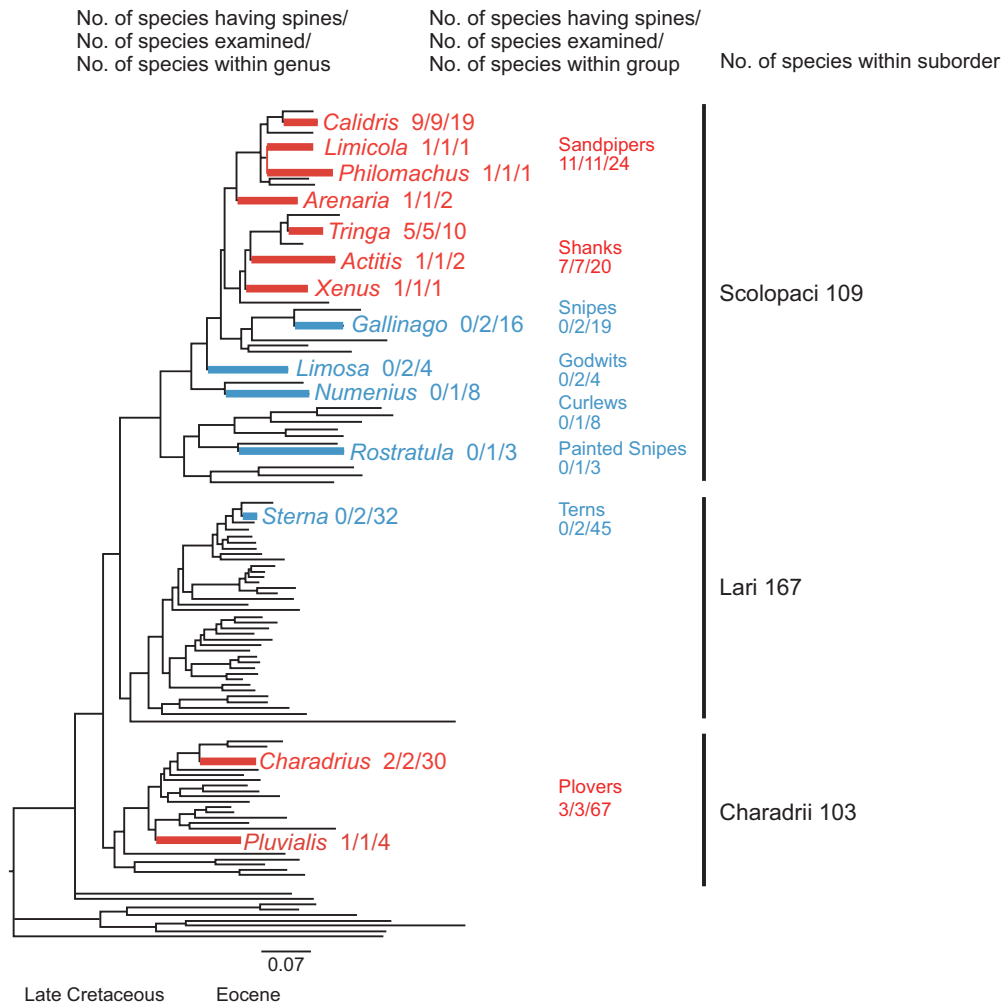 No. of species having spines/
No. of species examined/
No. of species within genus
No. of species having spines/
No. of species examined/
No. of species within group
No. of species within suborder
Calidris 9/9/19
Limicola 1/1/1
Philomachus 1/1/1
Arenaria 1/1/2
Tringa 5/5/10
Actitis 1/1/2
Xenus 1/1/1
Gallinago 0/2/16
Limosa 0/2/4
Numenius 0/1/8
Rostratula 0/1/3
Sterna 0/2/32
Charadrius 2/2/30
Pluvialis 1/1/4
Sandpipers
11/11/24
Shanks
7/7/20
Snipes
0/2/19
Godwits
0/2/4
Curlews
0/1/8
Painted Snipes
0/1/3
Terns
0/2/45
Plovers
3/3/67
Scolopaci 109
Lari 167
Charadrii 103
0.07
Late Cretaceous
Eocene